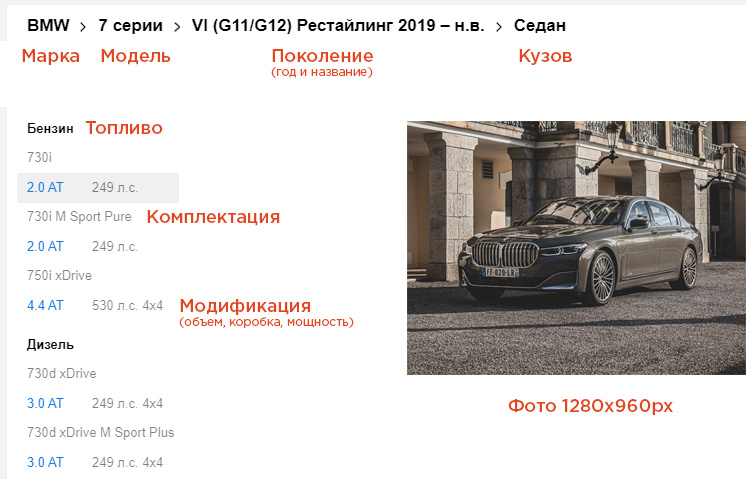 BMW > 7 серии > VI (G11/G12) Рестайлинг 2019 – н.в. > Седан
Марка Модель Поколение Кузов
(год и название)
Бензин Топливо
730i
2.0 AT 249 л.с.
730i M Sport Pure Комплектация
2.0 AT 249 л.с.
750i xDrive
4.4 AT 530 л.с. 4x4 Модификация
(объем, коробка, мощность)
Дизель
730d xDrive
3.0 AT 249 л.с. 4x4
730d xDrive M Sport Plus
3.0 AT 249 л.с. 4x4
FF-020-LR
Фото 1280х960px